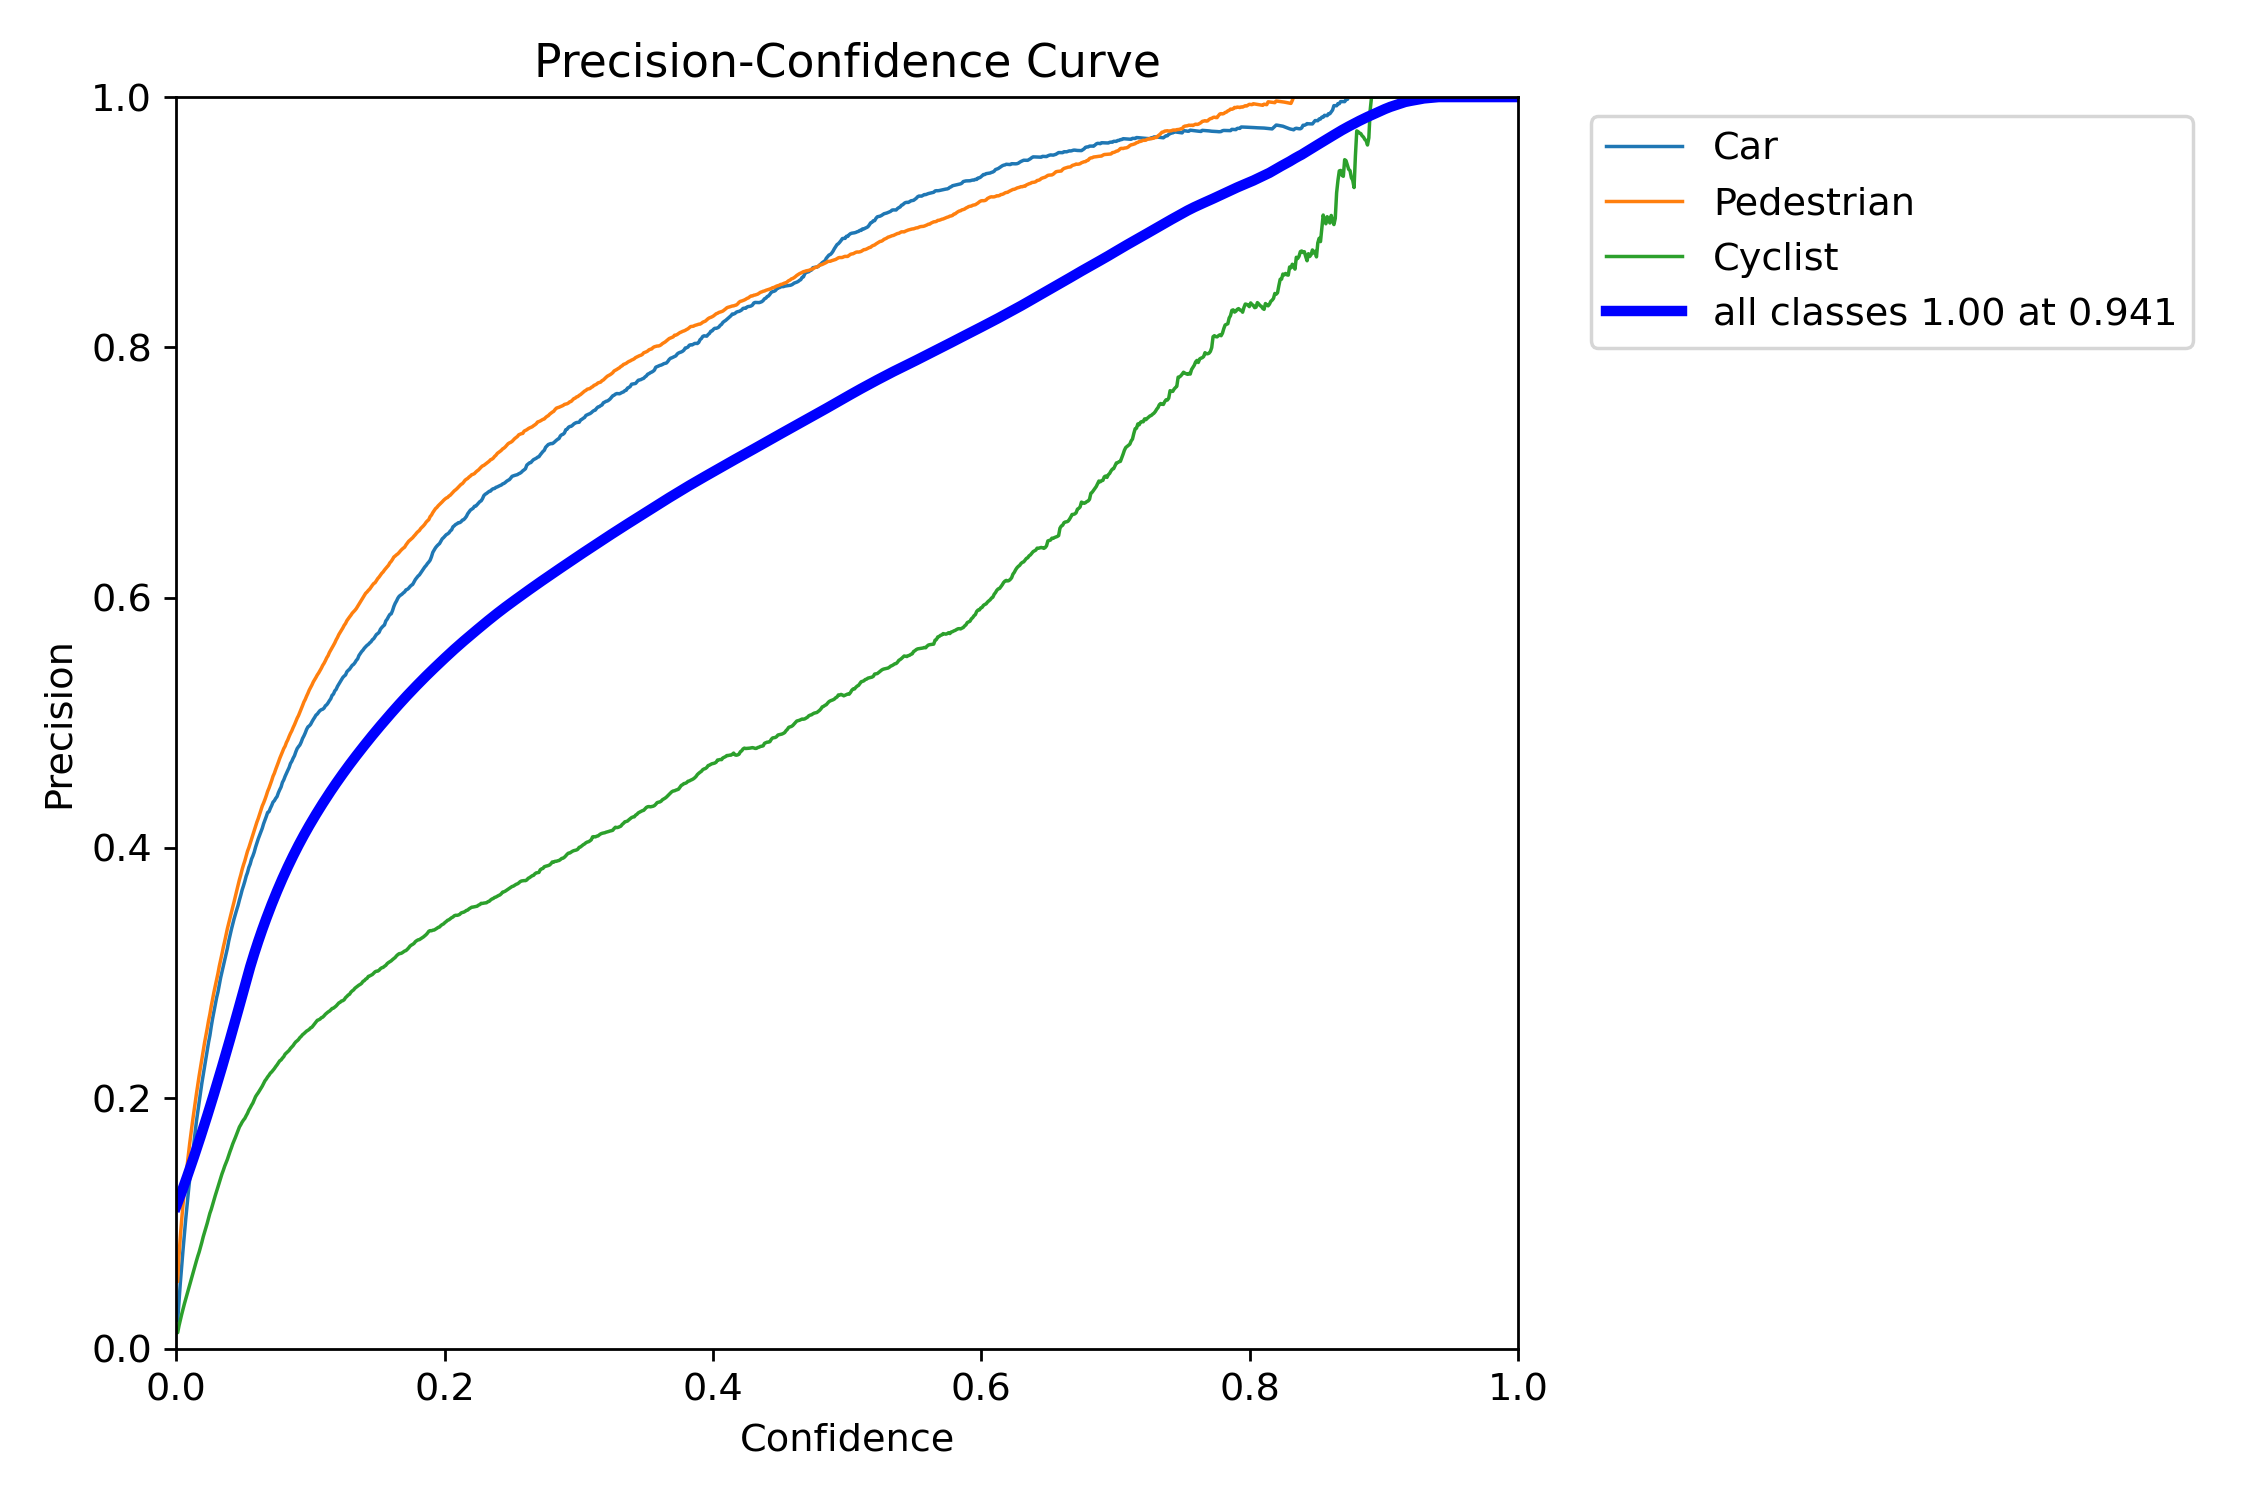 Precision-Confidence Curve
1.0
0.8
0.6
0.4
0.2
0.0
Precision
0.0 0.2 0.4 0.6 0.8 1.0
Confidence
Car
Pedestrian
Cyclist
all classes 1.00 at 0.941